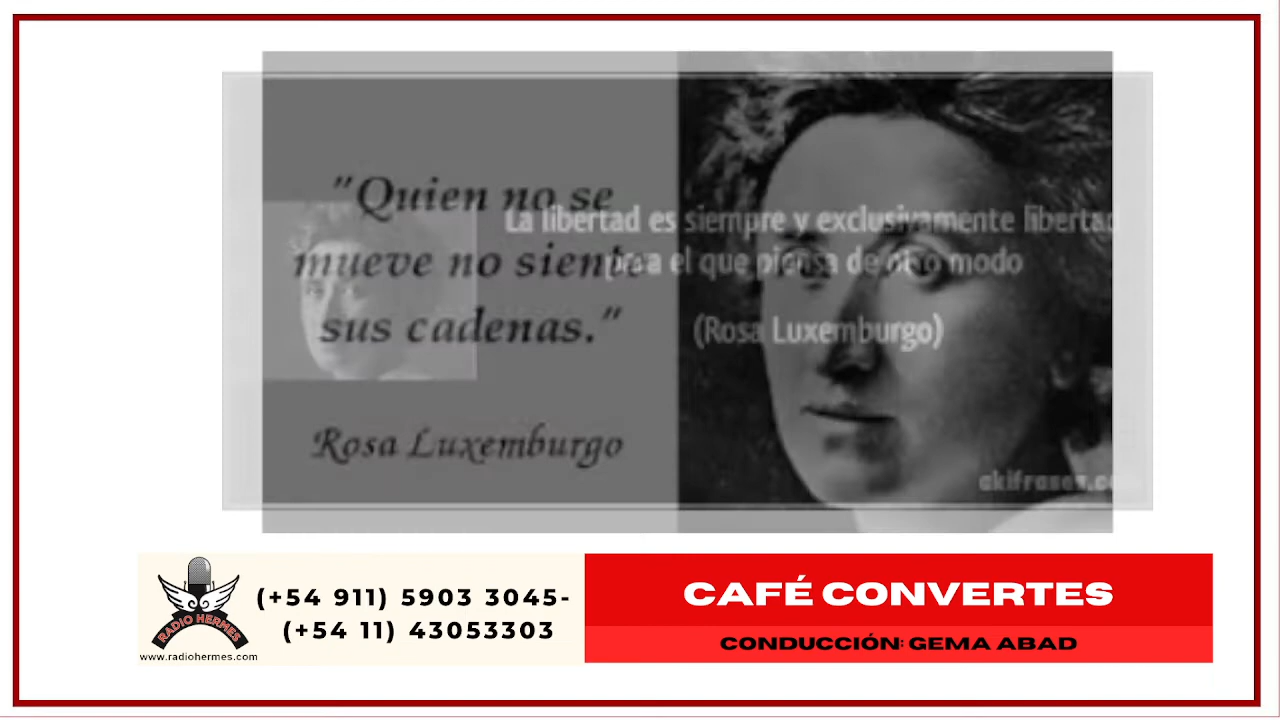 "Quien no se
mueve no siente
sus cadenas."
Rosa Luxemburgo
La libertad es siempre y exclusivamente libertad
para el que piensa de otro modo
(Rosa Luxemburgo)
akifrases.co
RADIO HERMES
www.radiohermes.com
(+54 911) 5903 3045-
(+54 11) 43053303
CAFÉ CONVERTES
CONDUCCIÓN: GEMA ABAD